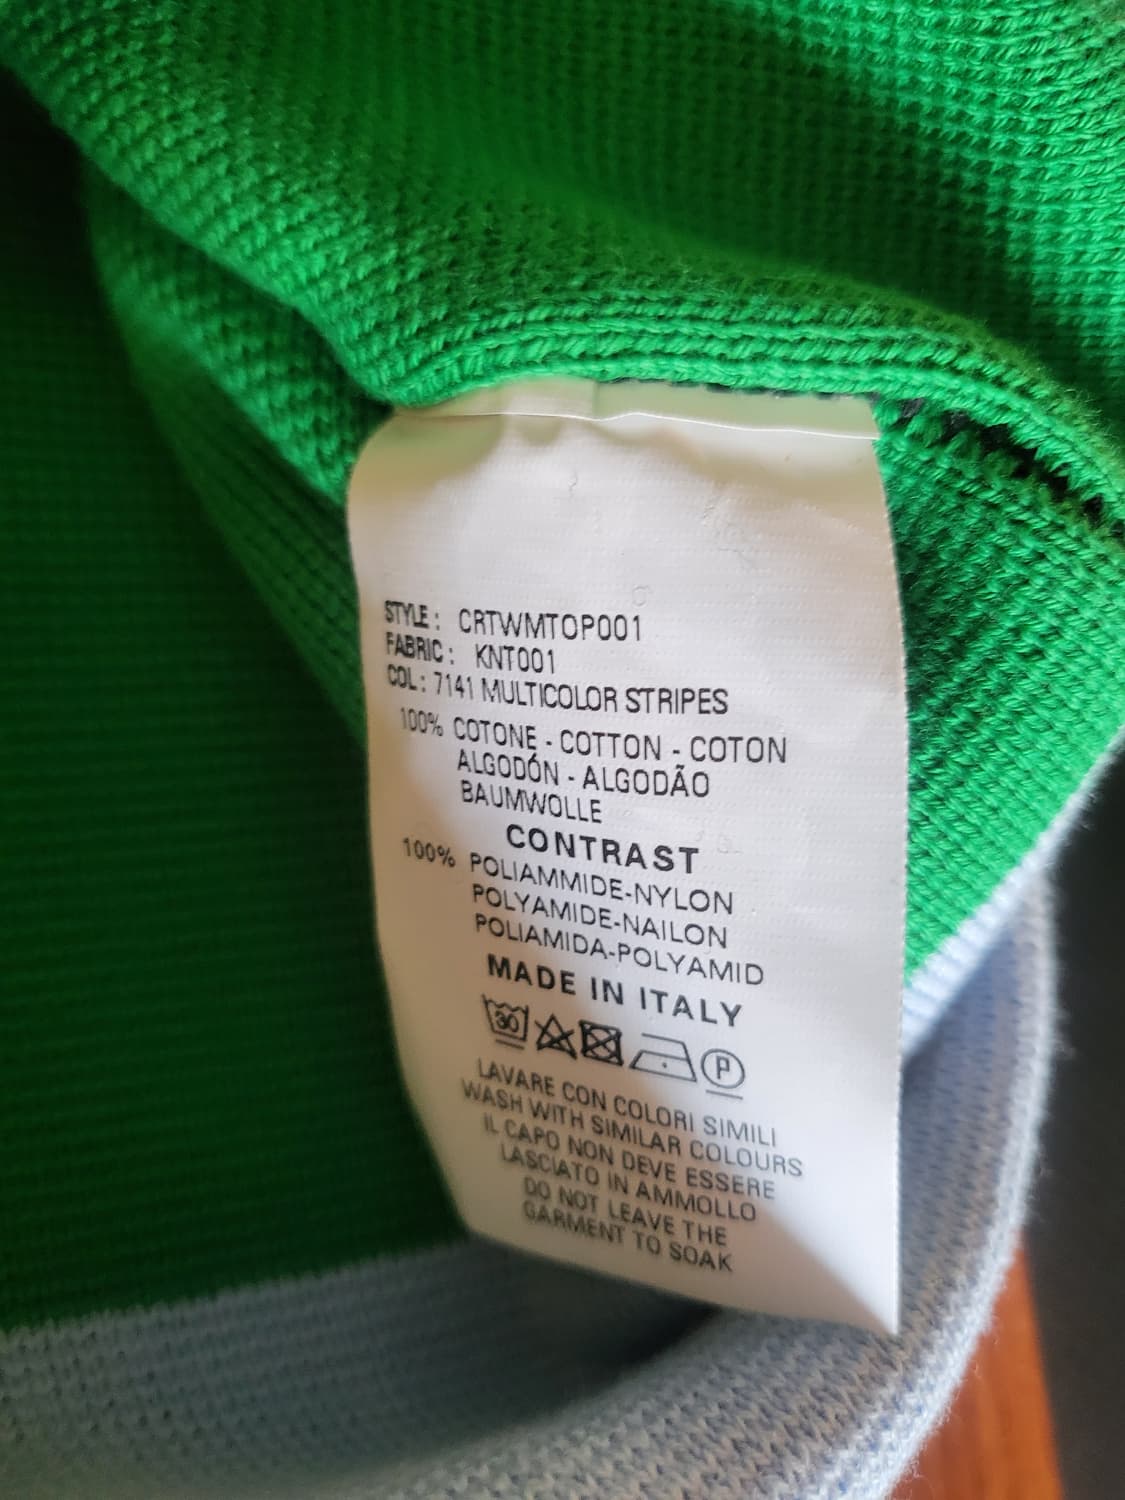 STYLE : CRTWMTOP001
FABRIC : KNT001
COL : 7141 MULTICOLOR STRIPES
100% COTONE - COTTON - COTON
ALGODÓN - ALGODÃO
BAUMWOLLE
CONTRAST
100% POLIAMMIDE-NYLON
POLYAMIDE-NAILON
POLIAMIDA-POLYAMID
MADE IN ITALY
30 P
LAVARE CON COLORI SIMILI
WASH WITH SIMILAR COLOURS
IL CAPO NON DEVE ESSERE
LASCIATO IN AMMOLLO
DO NOT LEAVE THE
GARMENT TO SOAK